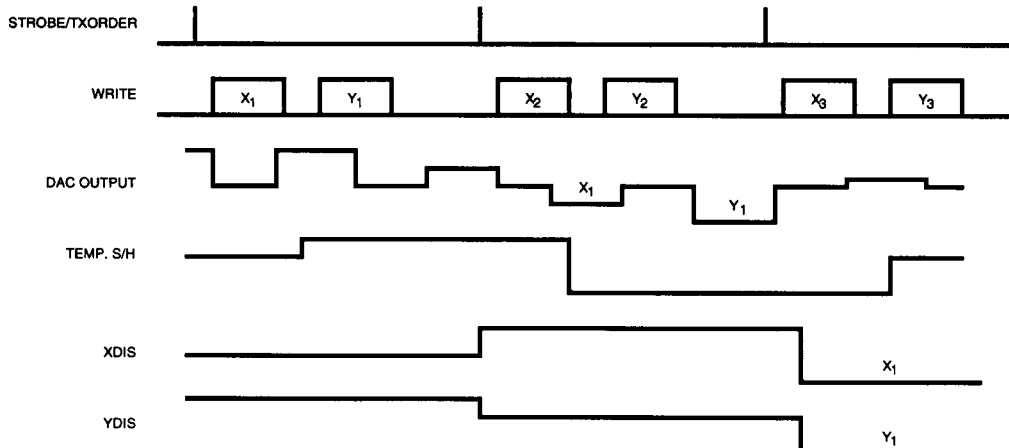 STROBE/TXORDER
WRITE X₁ Y₁ X₂ Y₂ X₃ Y₃
DAC OUTPUT X₁ Y₁
TEMP. S/H
XDIS X₁
YDIS Y₁